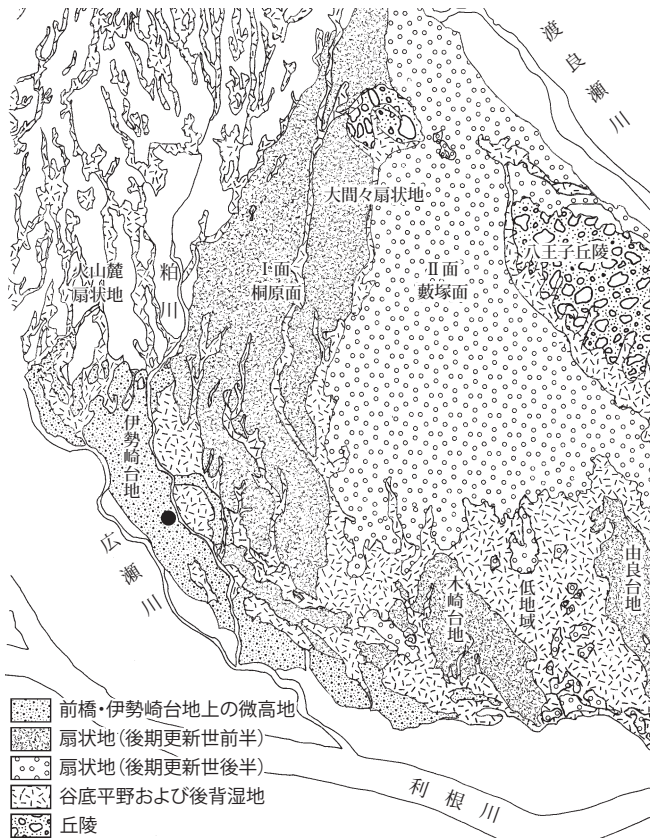 渡良瀬川
大間々扇状地
八王子丘陵
火山麓
扇状地
粕川
Ⅰ面
桐原面
Ⅱ面
藪塚面
伊勢崎台地
広瀬川
木崎台地
低地域
由良台地
利根川
前橋・伊勢崎台地上の微高地
扇状地(後期更新世前半)
扇状地(後期更新世後半)
谷底平野および後背湿地
丘陵